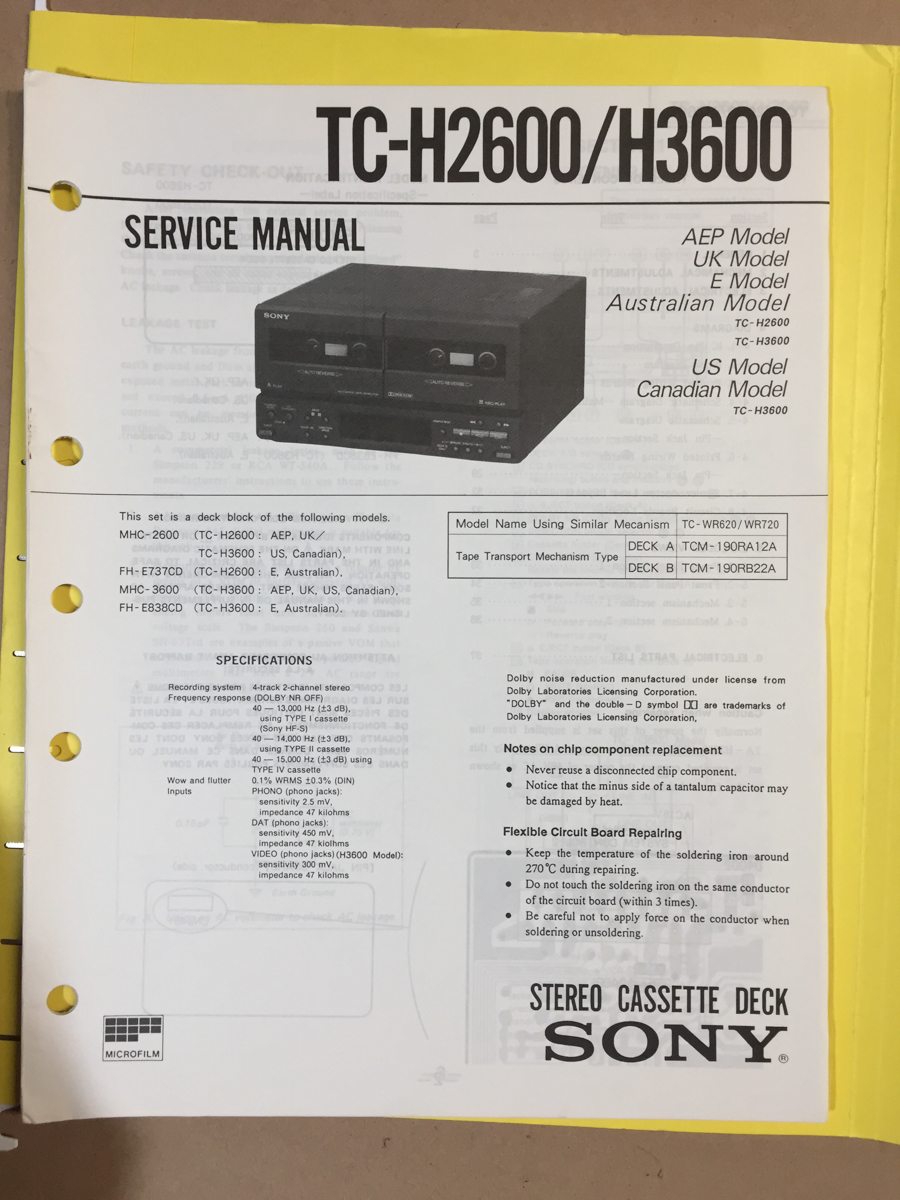 TC-H2600/H3600
SERVICE MANUAL
AEP Model
UK Model
E Model
Australian Model
TC-H2600
TC-H3600
US Model
Canadian Model
TC-H3600
SONY
AUTO REVERSE
AUTO REVERSE
This set is a deck block of the following models.
MHC-2600 (TC-H2600 : AEP, UK/
TC-H3600 : US, Canadian),
FH-E737CD (TC-H2600 : E, Australian),
MHC-3600 (TC-H3600 : AEP, UK, US, Canadian),
FH-E838CD (TC-H3600 : E, Australian).
Model Name Using Similar Mecanism TC-WR620/WR720
Tape Transport Mechanism Type DECK A TCM-190RA12A
DECK B TCM-190RB22A
SPECIFICATIONS
Recording system 4-track 2-channel stereo
Frequency response (DOLBY NR OFF)
40 — 13,000 Hz (±3 dB),
using TYPE I cassette
(Sony HF-S)
40 — 14,000 Hz (±3 dB),
using TYPE II cassette
40 — 15,000 Hz (±3 dB) using
TYPE IV cassette
Wow and flutter 0.1% WRMS ±0.3% (DIN)
Inputs PHONO (phono jacks):
sensitivity 2.5 mV,
impedance 47 kilohms
DAT (phono jacks):
sensitivity 450 mV,
impedance 47 kiolhms
VIDEO (phono jacks) (H3600 Model):
sensitivity 300 mV,
impedance 47 kilohms
Dolby noise reduction manufactured under license from
Dolby Laboratories Licensing Corporation.
"DOLBY" and the double-D symbol are trademarks of
Dolby Laboratories Licensing Corporation.
Notes on chip component replacement
● Never reuse a disconnected chip component.
● Notice that the minus side of a tantalum capacitor may
be damaged by heat.
Flexible Circuit Board Repairing
● Keep the temperature of the soldering iron around
270°C during repairing.
● Do not touch the soldering iron on the same conductor
of the circuit board (within 3 times).
● Be careful not to apply force on the conductor when
soldering or unsoldering.
MICROFILM
STEREO CASSETTE DECK
SONY®